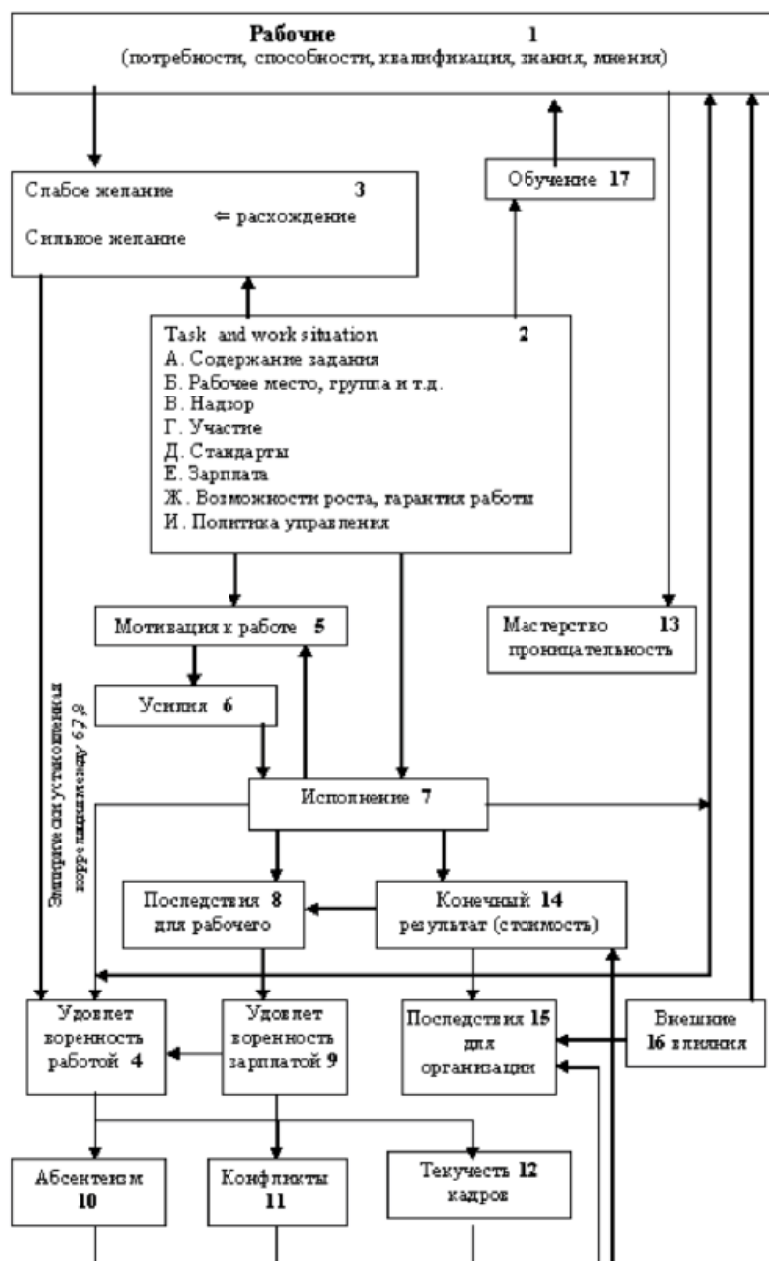 Рабочие 1
(потребности, способности, квалификация, знания, мнения)
Слабое желание 3
⇐ расхождение
Силькое желание
Обучение 17
Task and work situation 2
А. Содержание задания
Б. Рабочее место, группа и т.д.
В. Надзор
Г. Участие
Д. Стандарты
Е. Зарплата
Ж. Возможности роста, гарантия работы
И. Политика управления
Мотивация к работе 5
Мастерство 13
проницательность
Усилия 6
Эмпирически установленная
Исполнение 7
Последствия 8
для рабочего
Конечный 14
результат (стоимость)
Удовлет
воренность
работой 4
Удовлет
воренность
зарплатой 9
Последствия 15
для
организации
Внешние
16 влияния
Абсентеизм
10
Конфликты
11
Текучесть 12
кадров